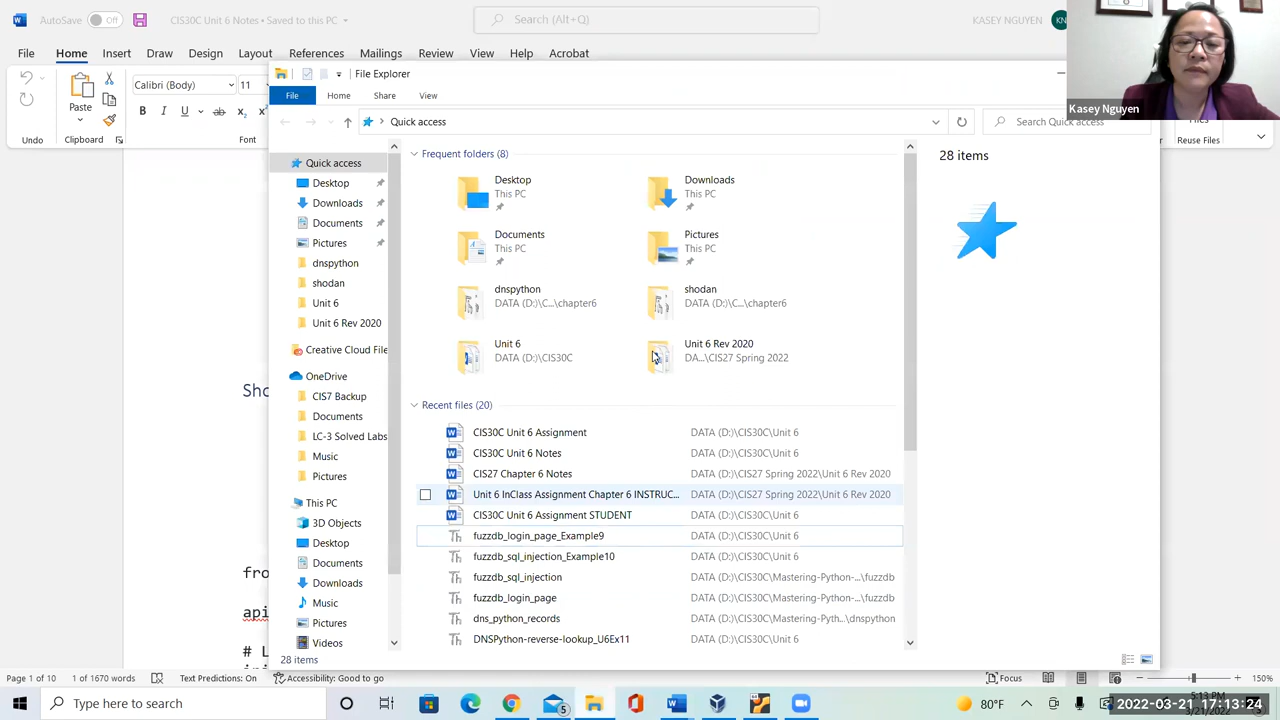 AutoSave Off CIS30C Unit 6 Notes • Saved to this PC Search (Alt+Q) KASEY NGUYEN KN
File Home Insert Draw Design Layout References Mailings Review View Help Acrobat
Calibri (Body) 11
Paste
B I U ab x x
Undo Font Files Reuse Files
Kasey Nguyen
File Explorer
File Home Share View
Quick access Search Quick access
Quick access
Desktop
Downloads
Documents
Pictures
dnspython
shodan
Unit 6
Unit 6 Rev 2020
Creative Cloud File
OneDrive
CIS7 Backup
Documents
LC-3 Solved Labs
Music
Pictures
This PC
3D Objects
Desktop
Documents
Downloads
Music
Pictures
Videos
Frequent folders (8)
Desktop
This PC
Downloads
This PC
Documents
This PC
Pictures
This PC
dnspython
DATA (D:)\C...\chapter6
shodan
DATA (D:)\C...\chapter6
Unit 6
DATA (D:)\CIS30C
Unit 6 Rev 2020
DA...\CIS27 Spring 2022
Recent files (20)
CIS30C Unit 6 Assignment DATA (D:)\CIS30C\Unit 6
CIS30C Unit 6 Notes DATA (D:)\CIS30C\Unit 6
CIS27 Chapter 6 Notes DATA (D:)\CIS27 Spring 2022\Unit 6 Rev 2020
Unit 6 InClass Assignment Chapter 6 INSTRUC... DATA (D:)\CIS27 Spring 2022\Unit 6 Rev 2020
CIS30C Unit 6 Assignment STUDENT DATA (D:)\CIS30C\Unit 6
fuzzdb_login_page_Example9 DATA (D:)\CIS30C\Unit 6
fuzzdb_sql_injection_Example10 DATA (D:)\CIS30C\Unit 6
fuzzdb_sql_injection DATA (D:)\CIS30C\Mastering-Python-...\fuzzdb
fuzzdb_login_page DATA (D:)\CIS30C\Mastering-Python-...\fuzzdb
dns_python_records DATA (D:)\CIS30C\Mastering-Pyth...\dnspython
DNSPython-reverse-lookup_U6Ex11 DATA (D:)\CIS30C\Unit 6
28 items
28 items
Sho
fro
api
# L
Page 1 of 10 1 of 1670 words Text Predictions: On Accessibility: Good to go Focus 150%
Type here to search 5 80°F 5:13 PM
3/21/2022
2022-03-21 17:13:24